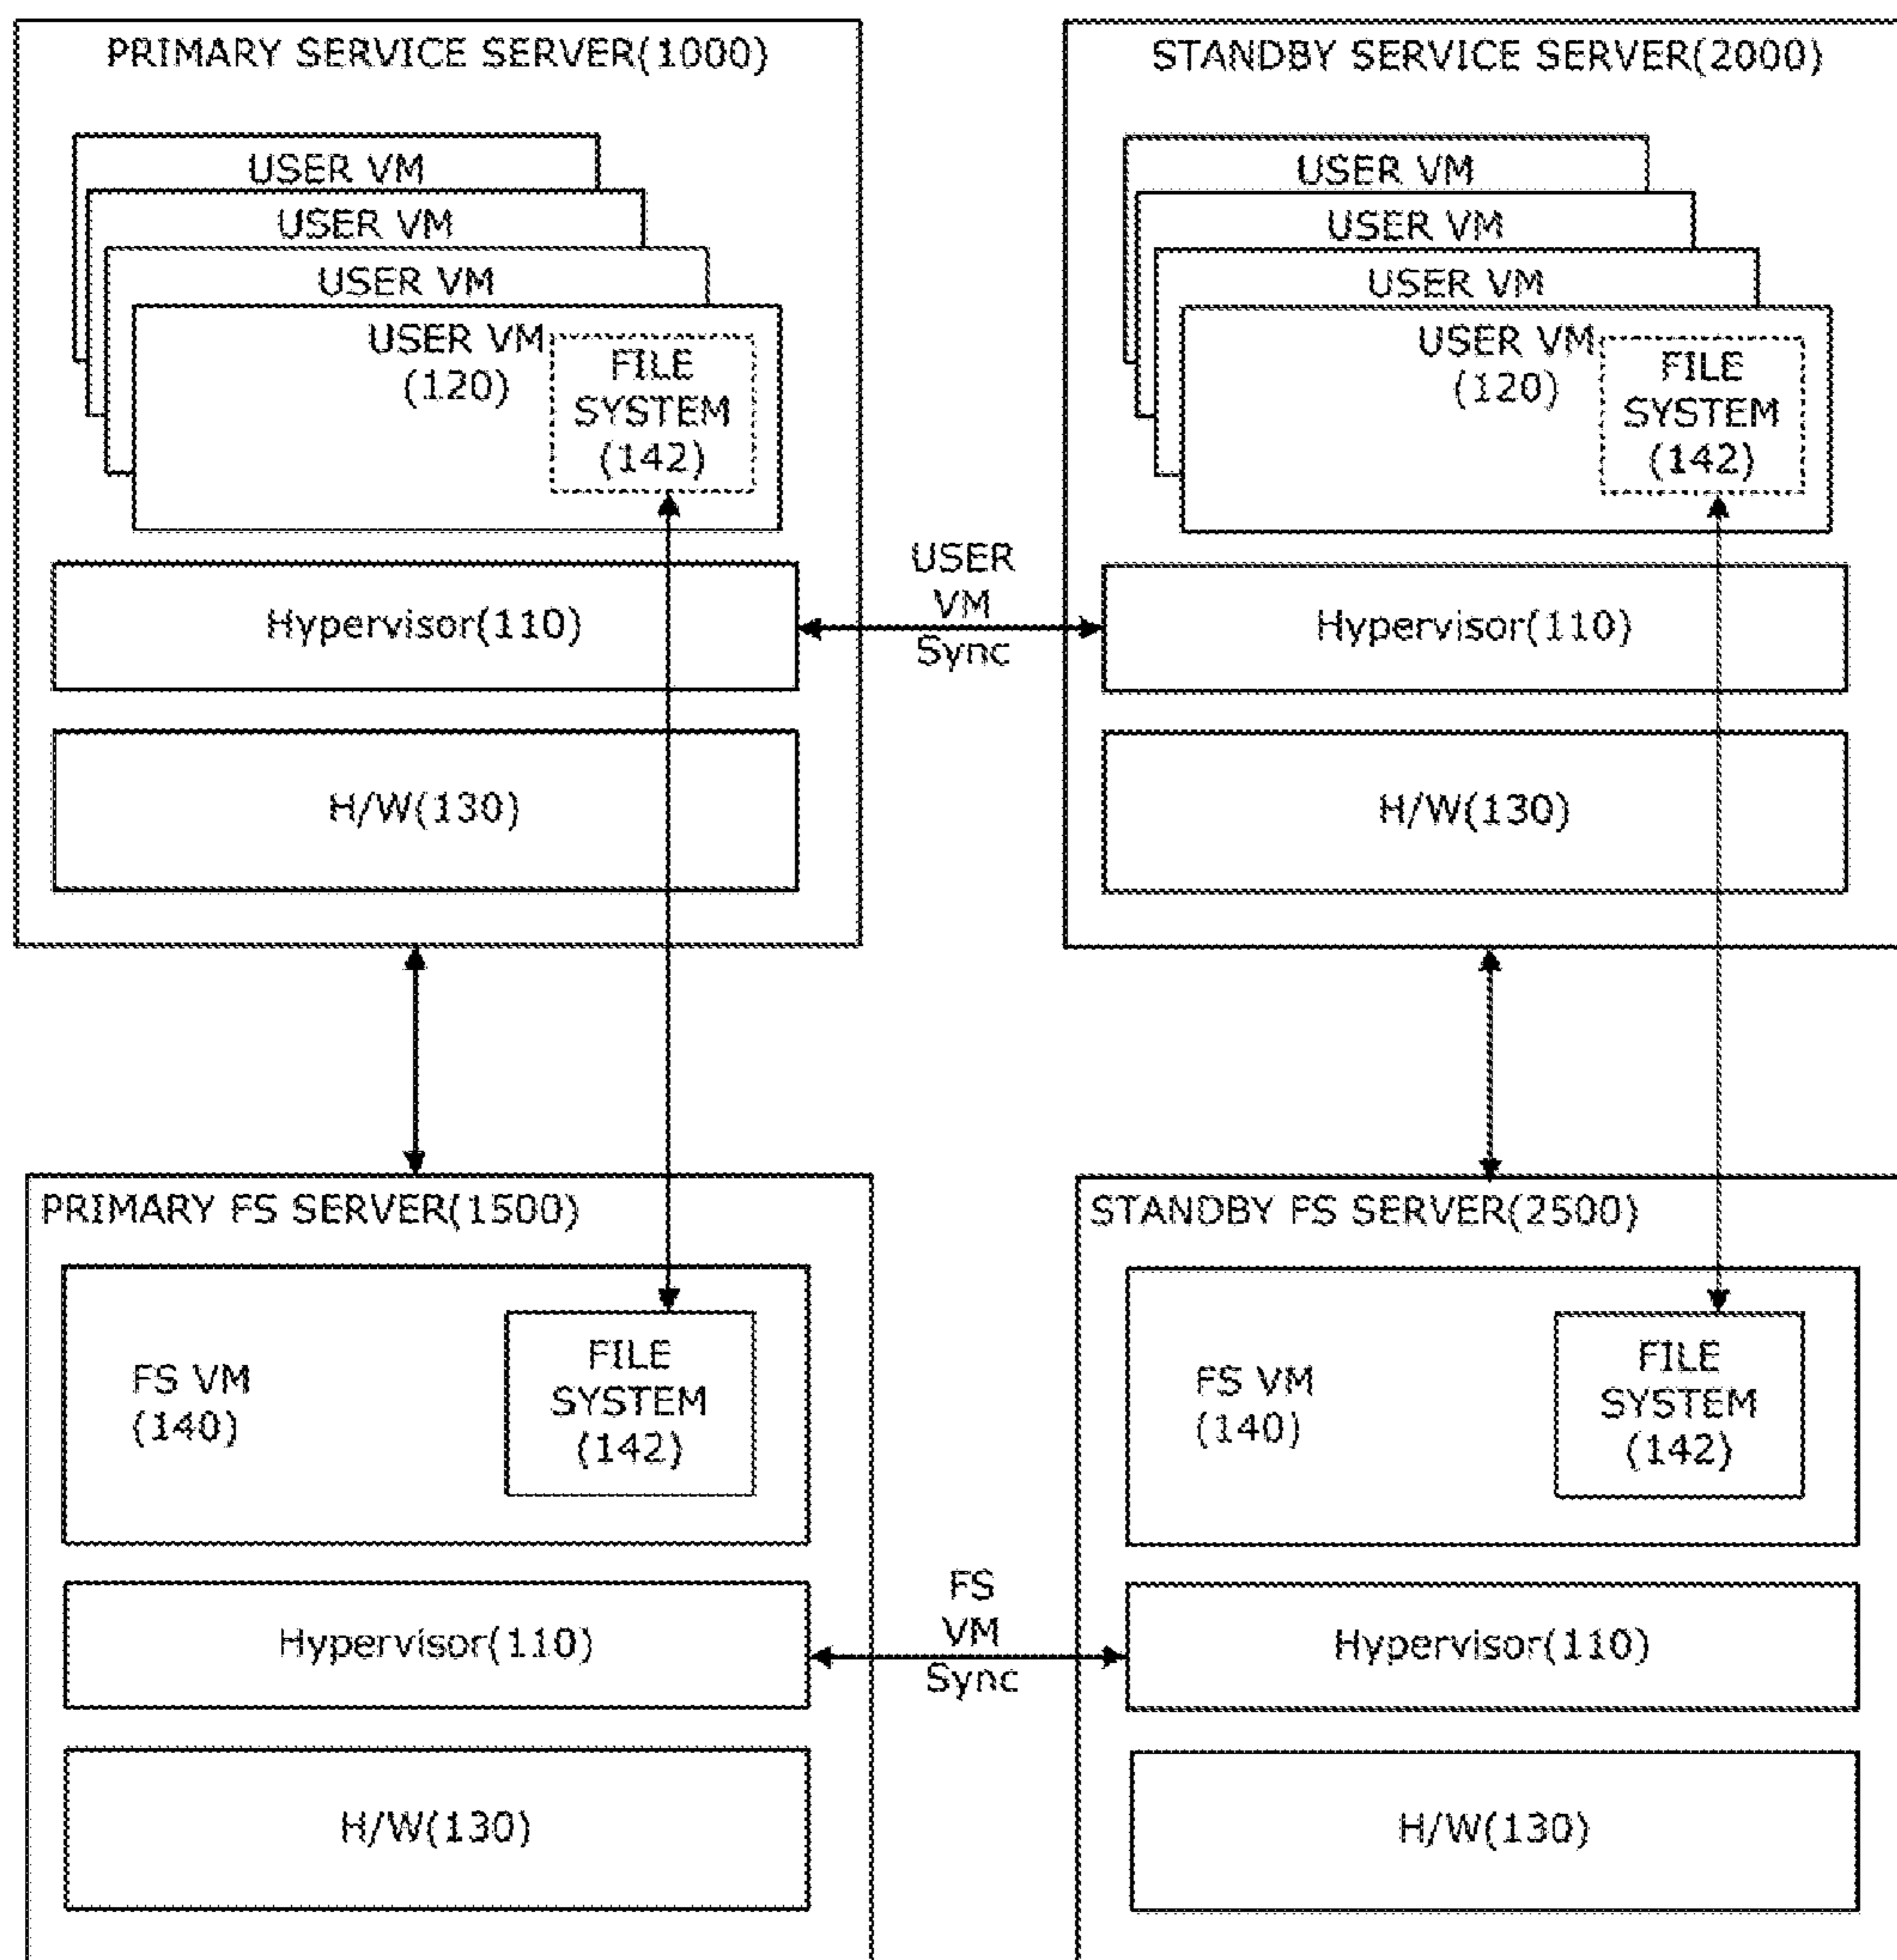 PRIMARY SERVICE SERVER(1000)
USER VM
USER VM
USER VM
USER VM
(120)
FILE
SYSTEM
(142)
Hypervisor(110)
H/W(130)
USER
VM
Sync
STANDBY SERVICE SERVER(2000)
USER VM
USER VM
USER VM
USER VM
(120)
FILE
SYSTEM
(142)
Hypervisor(110)
H/W(130)
PRIMARY FS SERVER(1500)
FS VM
(140)
FILE
SYSTEM
(142)
Hypervisor(110)
H/W(130)
FS
VM
Sync
STANDBY FS SERVER(2500)
FS VM
(140)
FILE
SYSTEM
(142)
Hypervisor(110)
H/W(130)